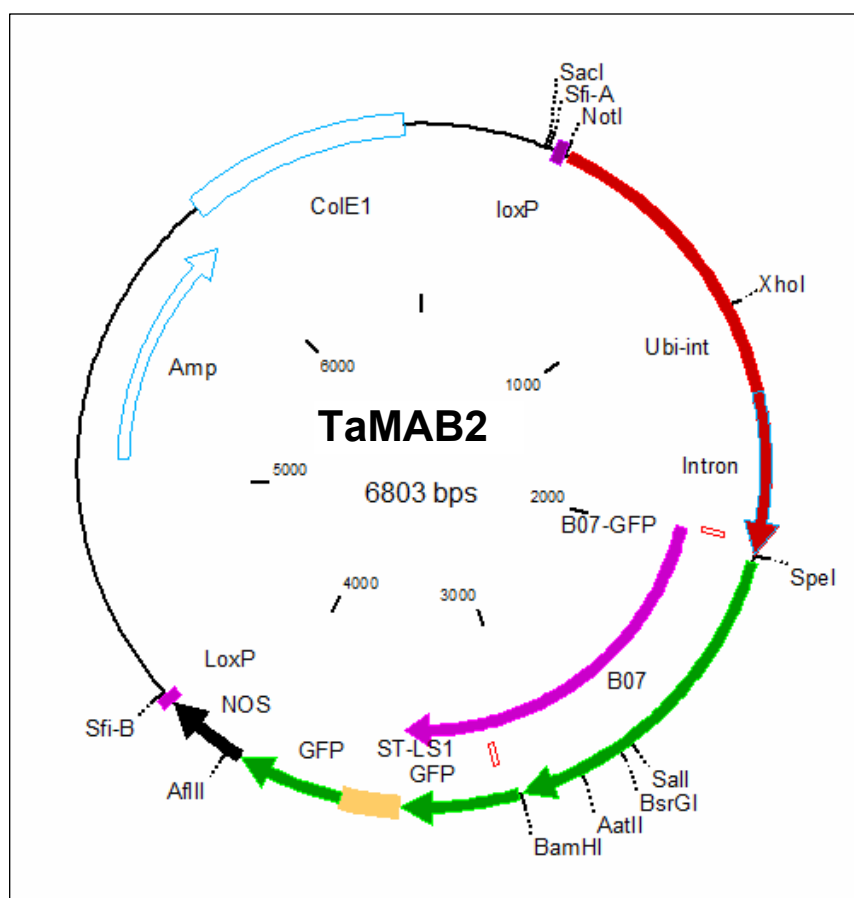 SacI
Sfi-A
NotI
ColE1
loxP
XhoI
Ubi-int
Amp
6000
1000
TaMAB2
Intron
5000
6803 bps
2000
B07-GFP
SpeI
4000
3000
LoxP
B07
NOS
Sfi-B
GFP
ST-LS1
GFP
SalI
BsrGI
AflII
AatII
BamHI